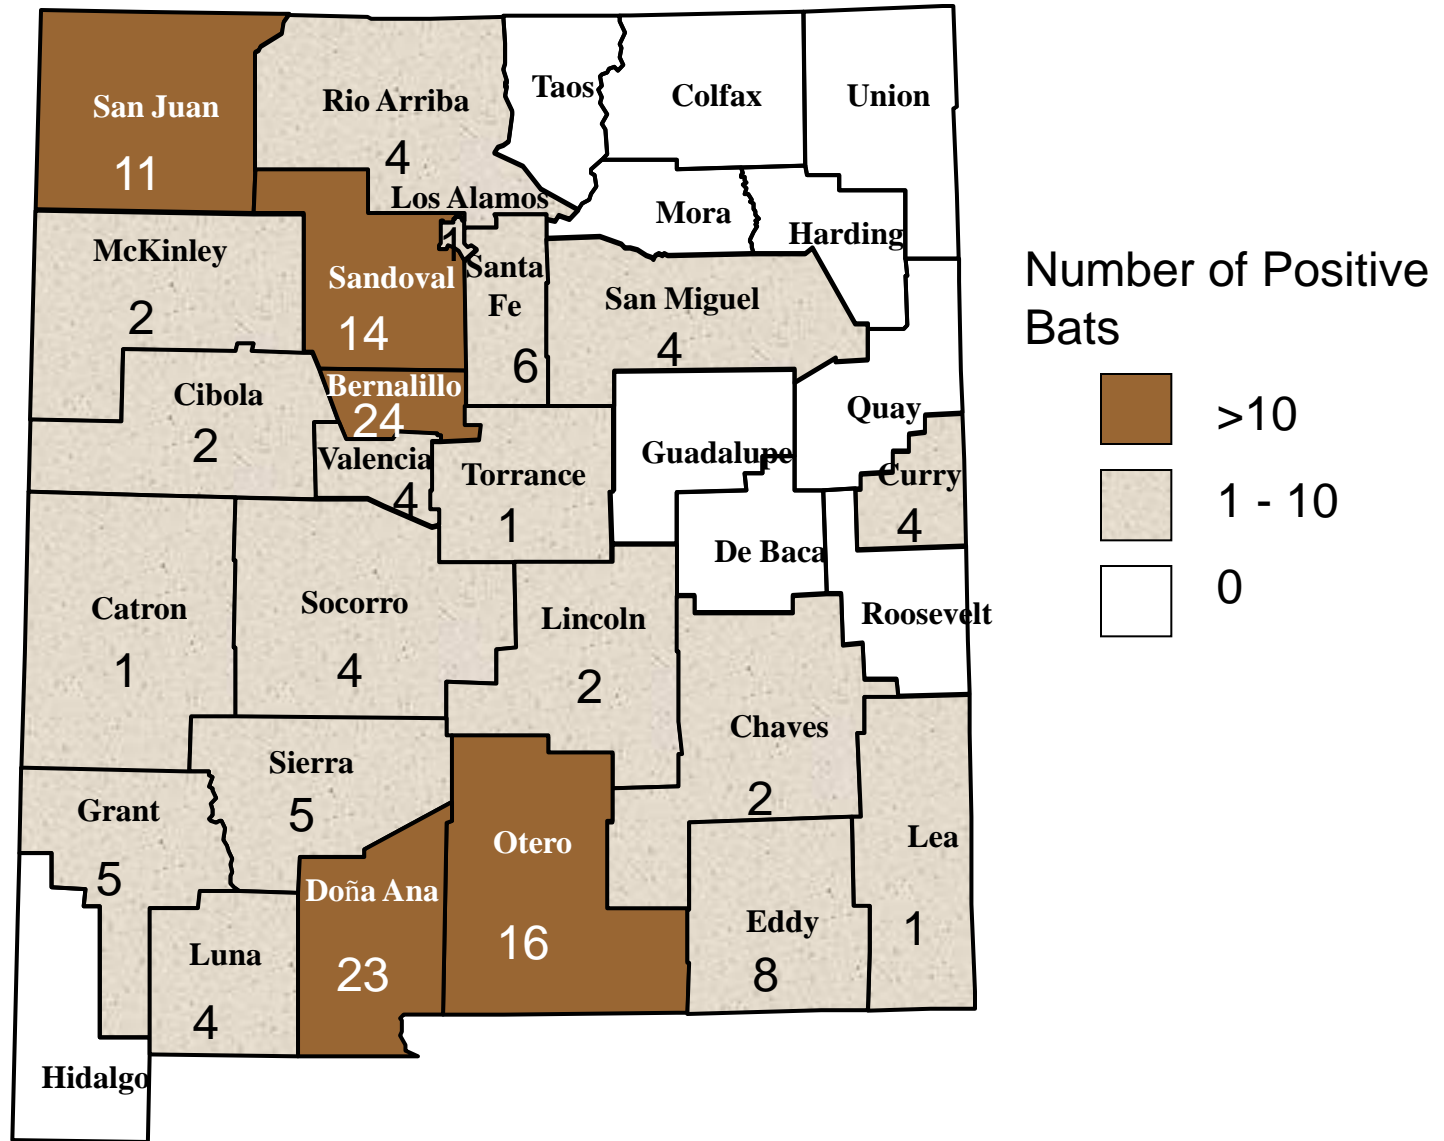 San Juan
11
Rio Arriba
4
Taos
Colfax
Union
Los Alamos
1
Mora
Harding
McKinley
2
Sandoval
14
Santa
Fe
6
San Miguel
4
Cibola
2
Bernalillo
24
Valencia
4
Torrance
1
Guadalupe
Quay
Curry
4
De Baca
Roosevelt
Catron
1
Socorro
4
Lincoln
2
Chaves
2
Sierra
5
Grant
5
Otero
16
Lea
1
Doña Ana
23
Eddy
8
Luna
4
Hidalgo
Number of Positive
Bats
>10
1 - 10
0